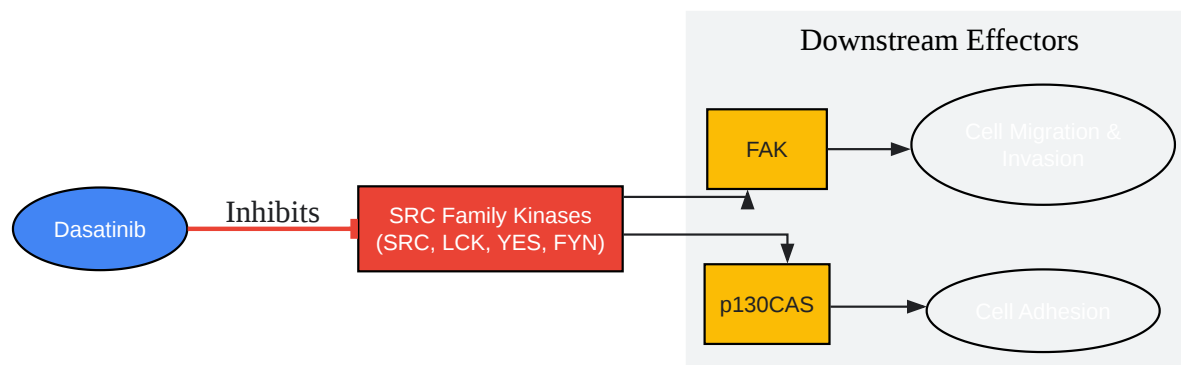 Downstream Effectors
Cell Migration &
Invasion
FAK
Inhibits
SRC Family Kinases
(SRC, LCK, YES, FYN)
Dasatinib
p130CAS
Cell Adhesion